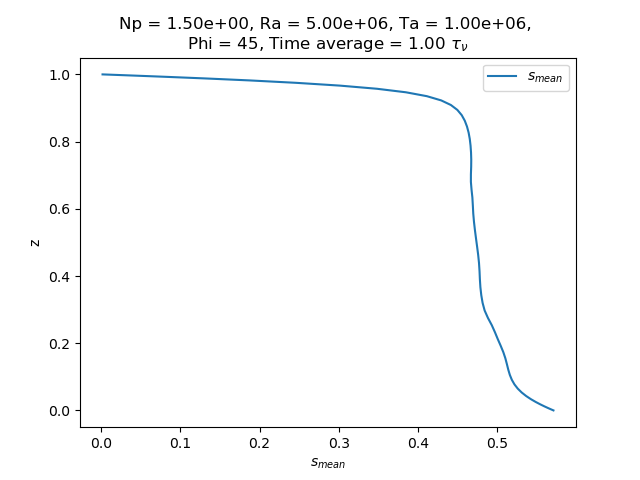 Np = 1.50e+00, Ra = 5.00e+06, Ta = 1.00e+06,
Phi = 45, Time average = 1.00 τ_ν
s_mean
1.0
0.8
0.6
0.4
0.2
0.0
z
0.0 0.1 0.2 0.3 0.4 0.5
s_mean